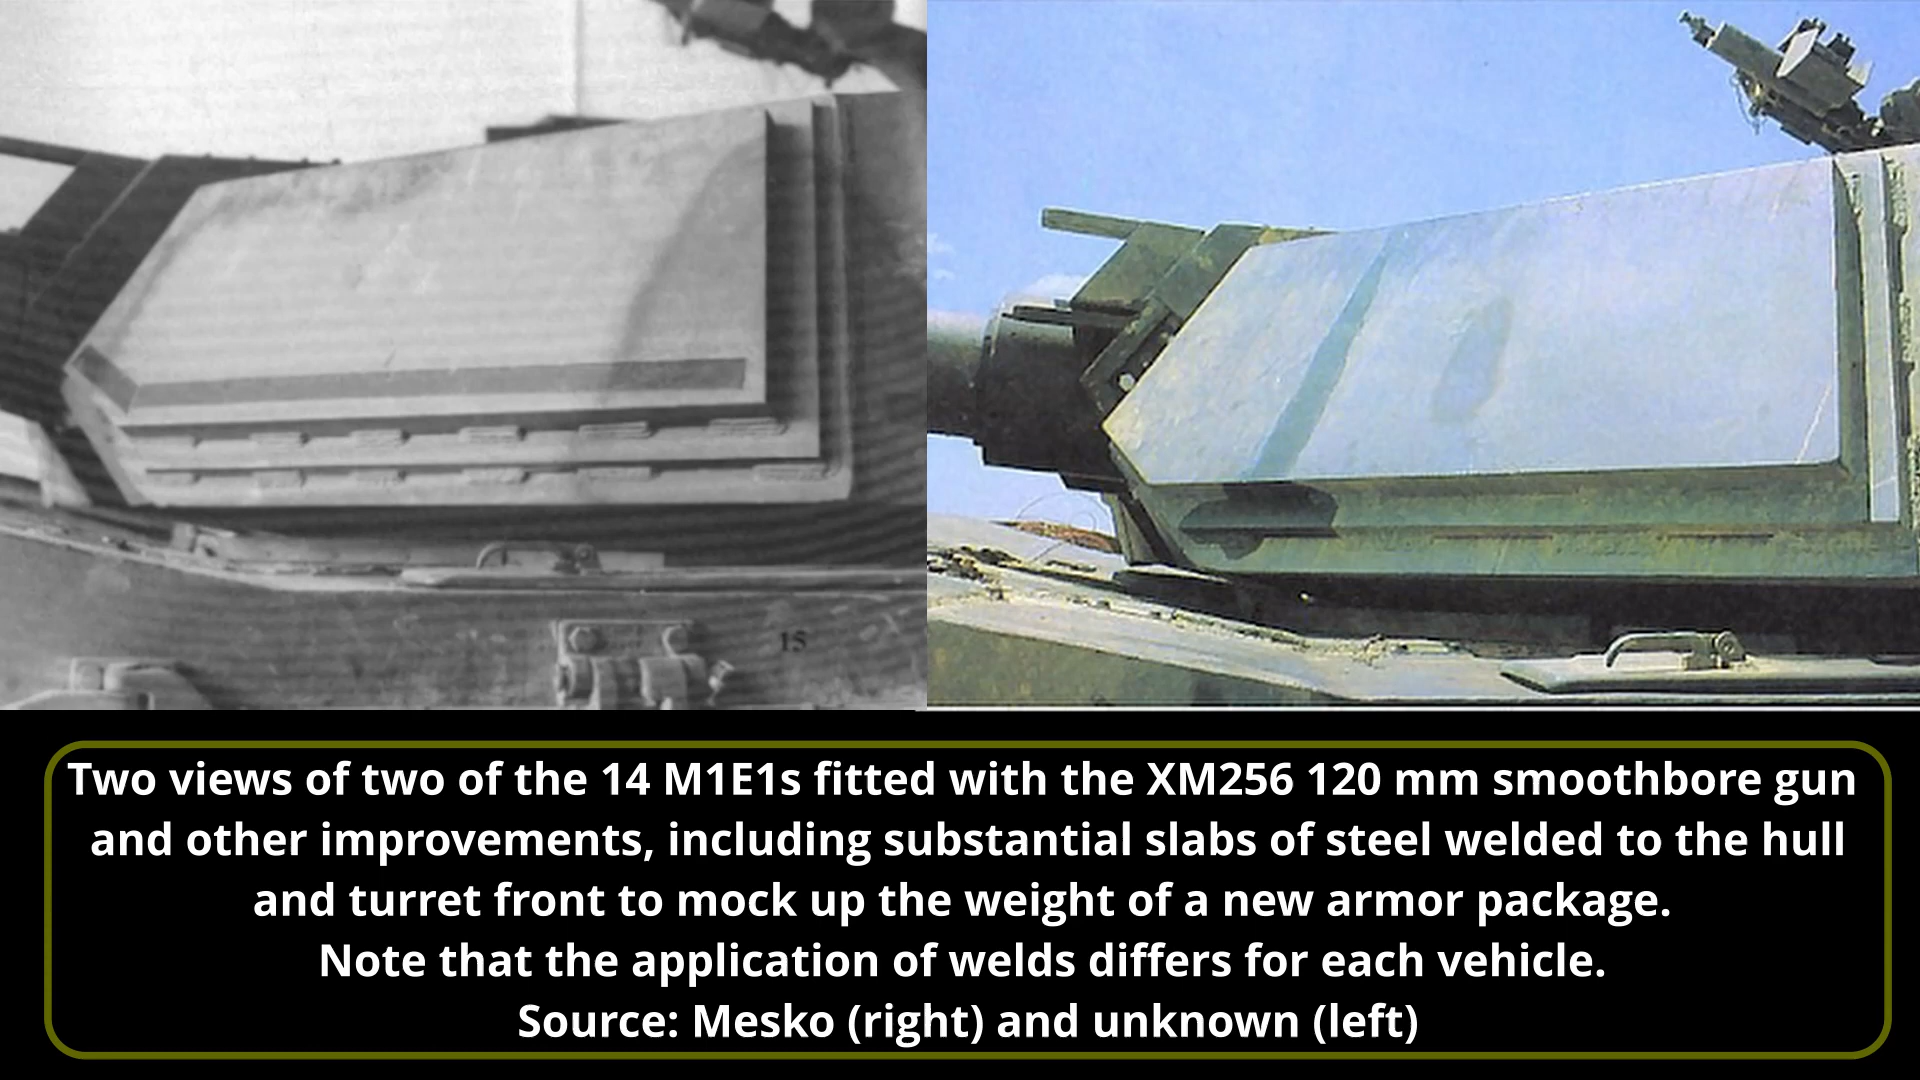 15
Two views of two of the 14 M1E1s fitted with the XM256 120 mm smoothbore gun
and other improvements, including substantial slabs of steel welded to the hull
and turret front to mock up the weight of a new armor package.
Note that the application of welds differs for each vehicle.
Source: Mesko (right) and unknown (left)